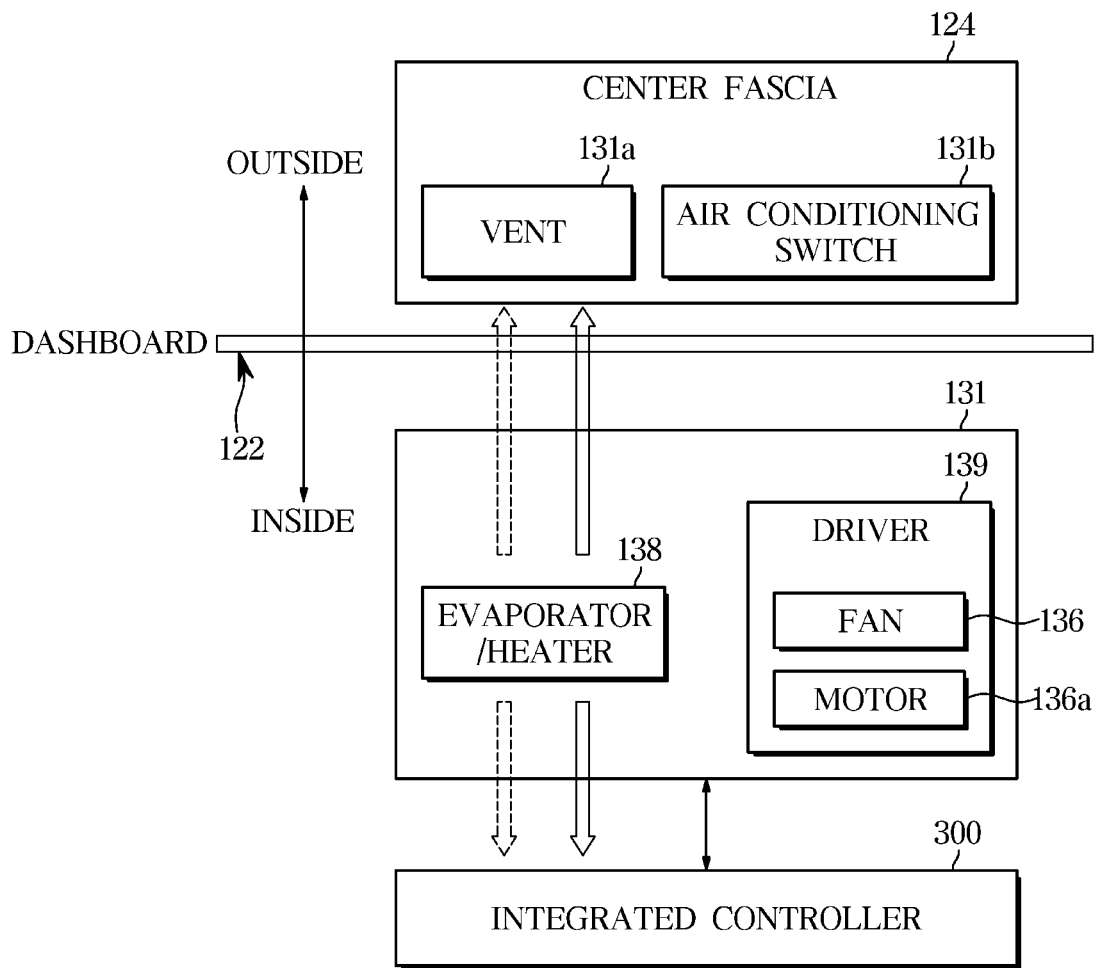 124
CENTER FASCIA
131a
131b
OUTSIDE
VENT
AIR CONDITIONING
SWITCH
DASHBOARD
122
131
139
INSIDE
DRIVER
138
EVAPORATOR
/HEATER
FAN
136
MOTOR
136a
300
INTEGRATED CONTROLLER